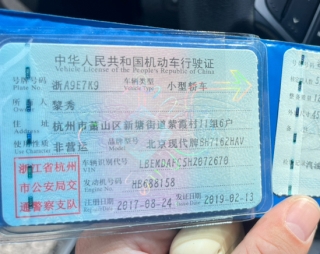 中华人民共和国机动车行驶证
Vehicle License of the People's Republic of China
号牌号码 浙A9E7K9 车辆类型 小型轿车
Plate No. Vehicle Type
所有人 肇秀
Owner
住址 杭州市萧山区新塘街道紫霞村11组6户
Address
使用性质 非营运 品牌型号 北京现代牌BH7162MAV
Use Character Model
浙江省杭州
市公安局交
通警察支队
车辆识别代号
VIN
发动机号码 HB688158
Engine No.
注册日期 2017-08-24 发证日期 2019-02-13
Register Date Issue Date